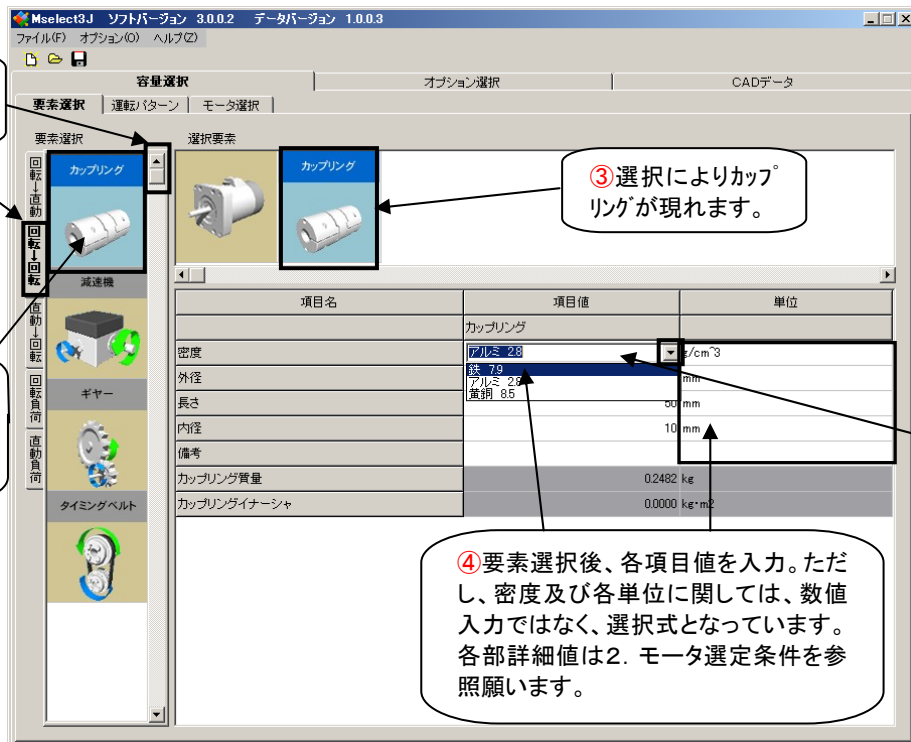 Mselect3J ソフトバージョン 3.0.0.2 データバージョン 1.0.0.3
ファイル(F) オプション(O) ヘルプ(Z)
容量選択 オプション選択 CADデータ
要素選択 運転パターン モータ選択
要素選択 選択要素
回転→直動
回転→回転
直動→回転
回転負荷
直動負荷
カップリング
減速機
ギヤー
タイミングベルト
カップリング
③選択によりカップ
リングが現れます。
項目名 項目値 単位
カップリング
密度 アルミ 2.8 g/cm^3
鉄 7.9
アルミ 2.8
黄銅 8.5
外径 mm
長さ 50 mm
内径 10 mm
備考
カップリング質量 0.2482 kg
カップリングイナーシャ 0.0000 kg・m2
④要素選択後、各項目値を入力。ただ
し、密度及び各単位に関しては、数値
入力ではなく、選択式となっています。
各部詳細値は2. モータ選定条件を参
照願います。